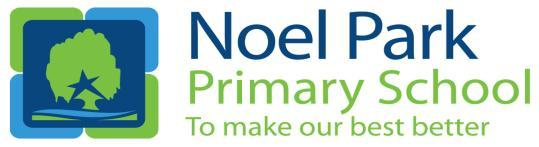 Noel Park
Primary School
To make our best better